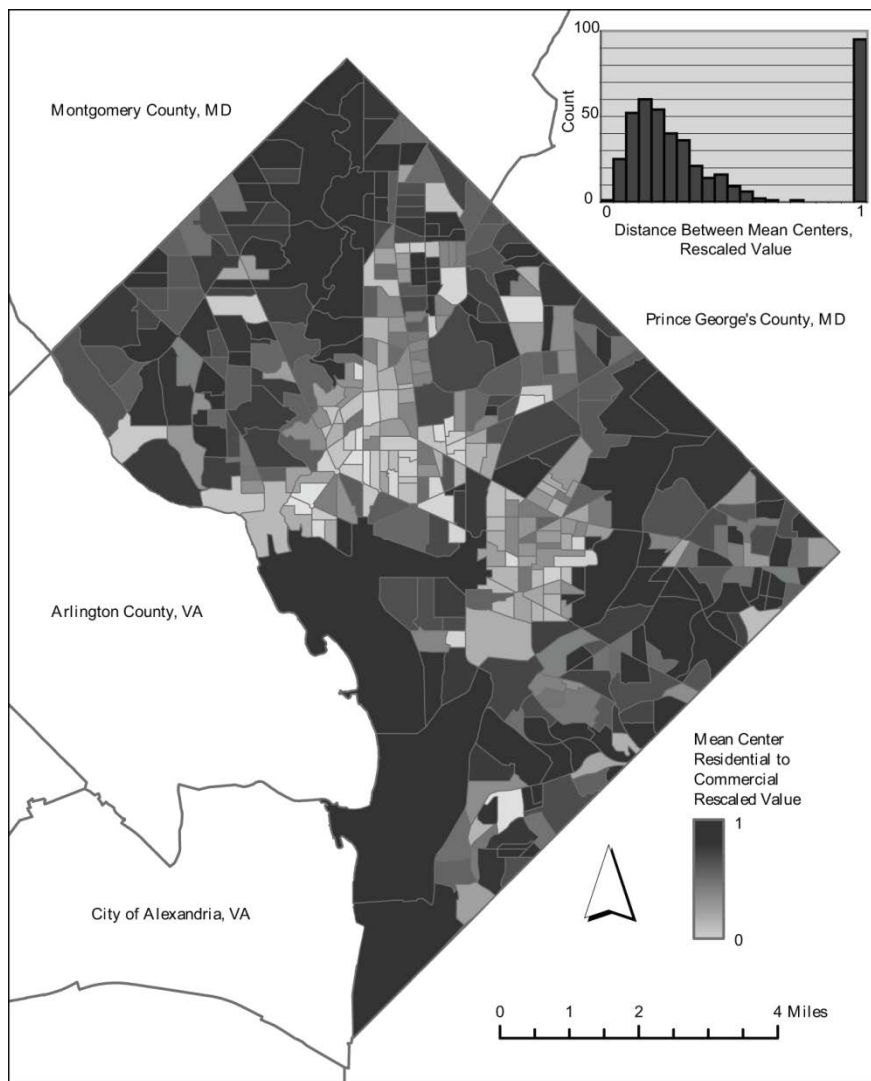 100
Montgomery County, MD
Count
50
0
0
1
Distance Between Mean Centers,
Rescaled Value
Prince George's County, MD
Arlington County, VA
Mean Center
Residential to
Commercial
Rescaled Value
1
0
City of Alexandria, VA
0 1 2 4 Miles